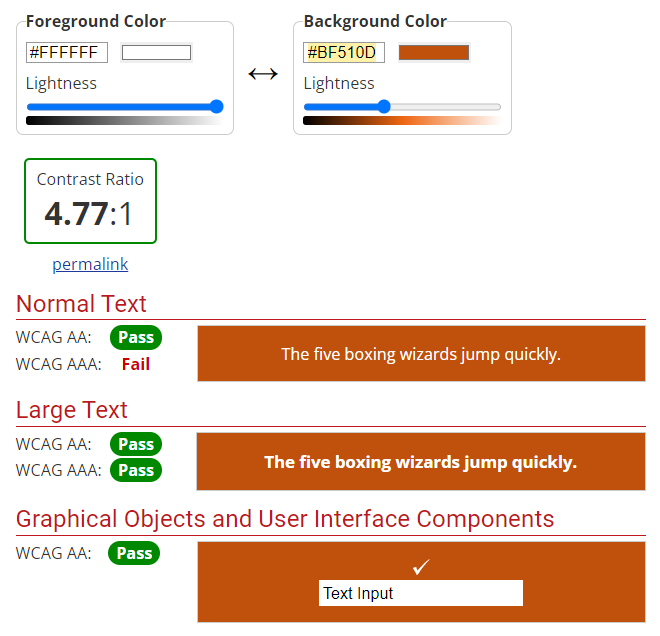 Foreground Color
#FFFFFF
Lightness
Background Color
#BF510D
Lightness
Contrast Ratio
4.77:1
permalink
Normal Text
WCAG AA: Pass
WCAG AAA: Fail
The five boxing wizards jump quickly.
Large Text
WCAG AA: Pass
WCAG AAA: Pass
The five boxing wizards jump quickly.
Graphical Objects and User Interface Components
WCAG AA: Pass
Text Input